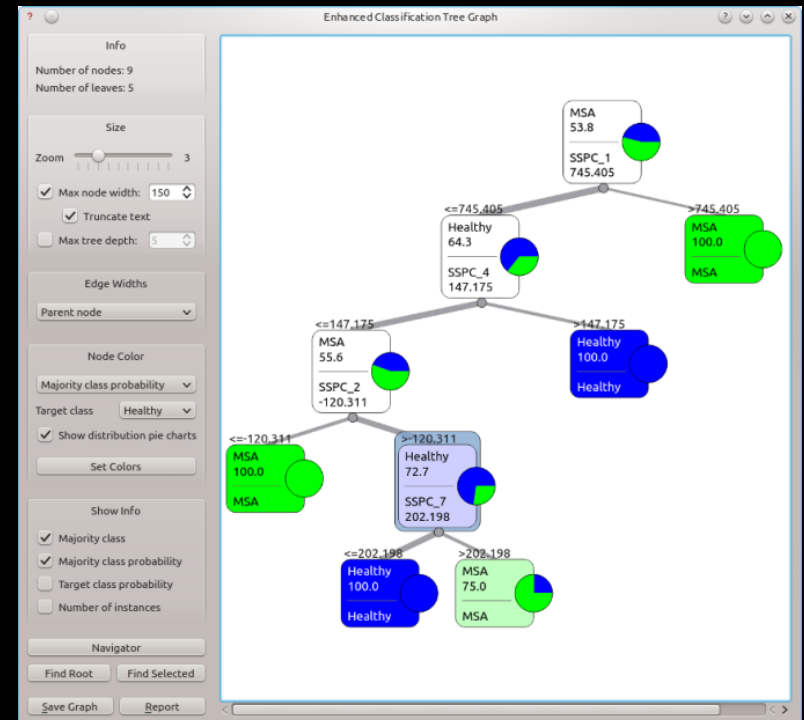 Enhanced Classification Tree Graph
Info
Number of nodes: 9
Number of leaves: 5
Size
Zoom 3
Max node width: 150
Truncate text
Max tree depth: 5
Edge Widths
Parent node
Node Color
Majority class probability
Target class Healthy
Show distribution pie charts
Set Colors
Show Info
Majority class
Majority class probability
Target class probability
Number of instances
Navigator
Find Root Find Selected
Save Graph Report
MSA
53.8
SSPC_1
745.405
<=745.405
Healthy
64.3
SSPC_4
147.175
>745.405
MSA
100.0
MSA
<=147.175
MSA
55.6
SSPC_2
-120.311
>147.175
Healthy
100.0
Healthy
<=-120.311
MSA
100.0
MSA
>-120.311
Healthy
72.7
SSPC_7
202.198
<=202.198
Healthy
100.0
Healthy
>202.198
MSA
75.0
MSA